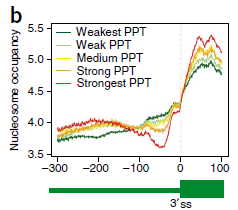 b
Nucleosome occupancy
5.5
5.0
4.5
4.0
3.5
Weakest PPT
Weak PPT
Medium PPT
Strong PPT
Strongest PPT
−300 −200 −100 0 100
3′ss